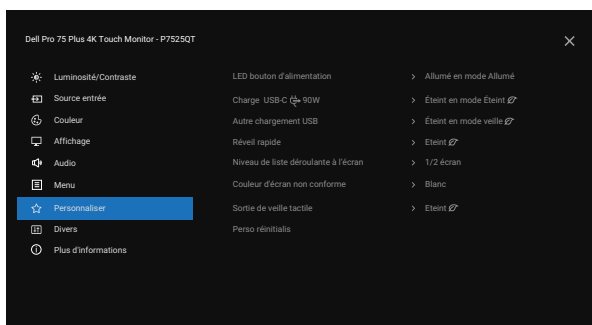 Dell Pro 75 Plus 4K Touch Monitor - P7525QT
Luminosité/Contraste
LED bouton d'alimentation
Allumé en mode Allumé
Source entrée
Charge USB-C 90W
Éteint en mode Éteint
Couleur
Autre chargement USB
Éteint en mode veille
Affichage
Réveil rapide
Eteint
Audio
Niveau de liste déroulante à l'écran
1/2 écran
Menu
Couleur d'écran non conforme
Blanc
Personnaliser
Sortie de veille tactile
Eteint
Divers
Perso réinitialis
Plus d'informations